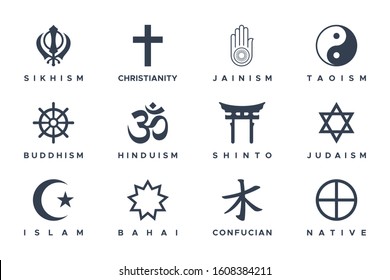 SIKHISM CHRISTIANITY JAINISM TAOISM
BUDDHISM HINDUISM SHINTO JUDAISM
ISLAM BAHAI CONFUCIAN NATIVE
shutterstock.com · 1608384211